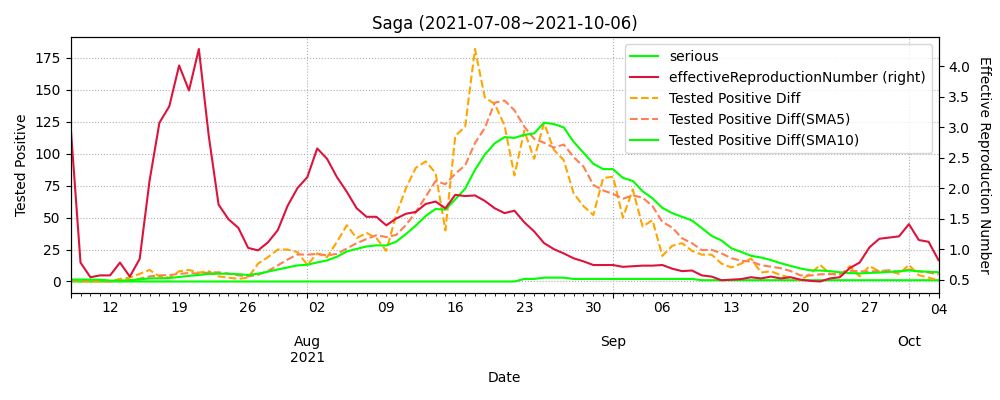 Saga (2021-07-08~2021-10-06)
serious
effectiveReproductionNumber (right)
Tested Positive Diff
Tested Positive Diff(SMA5)
Tested Positive Diff(SMA10)
Tested Positive
175
150
125
100
75
50
25
0
4.0
3.5
3.0
2.5
2.0
1.5
1.0
0.5
Effective Reproduction Number
12 19 26 02 09 16 23 30 06 13 20 27 04
Aug Sep Oct
2021
Date